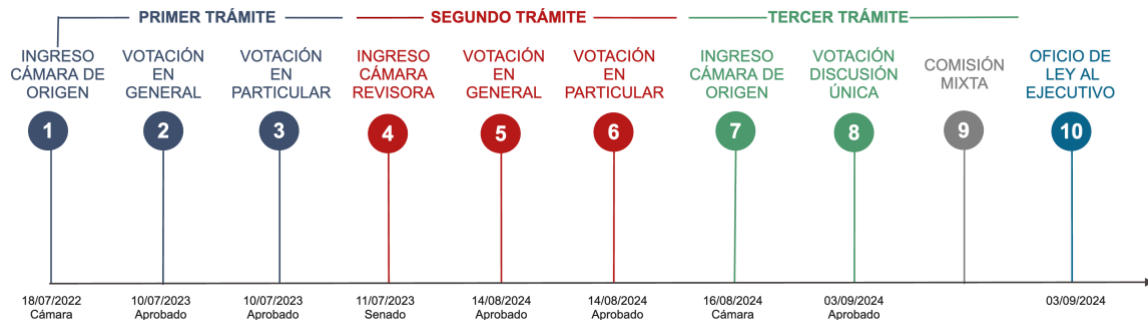 PRIMER TRÁMITE
SEGUNDO TRÁMITE
TERCER TRÁMITE
INGRESO
CÁMARA DE
ORIGEN
VOTACIÓN
EN
GENERAL
VOTACIÓN
EN
PARTICULAR
INGRESO
CÁMARA
REVISORA
VOTACIÓN
EN
GENERAL
VOTACIÓN
EN
PARTICULAR
INGRESO
CÁMARA DE
ORIGEN
VOTACIÓN
DISCUSIÓN
ÚNICA
COMISIÓN
MIXTA
OFICIO DE
LEY AL
EJECUTIVO
1
2
3
4
5
6
7
8
9
10
18/07/2022
Cámara
10/07/2023
Aprobado
10/07/2023
Aprobado
11/07/2023
Senado
14/08/2024
Aprobado
14/08/2024
Aprobado
16/08/2024
Cámara
03/09/2024
Aprobado
03/09/2024